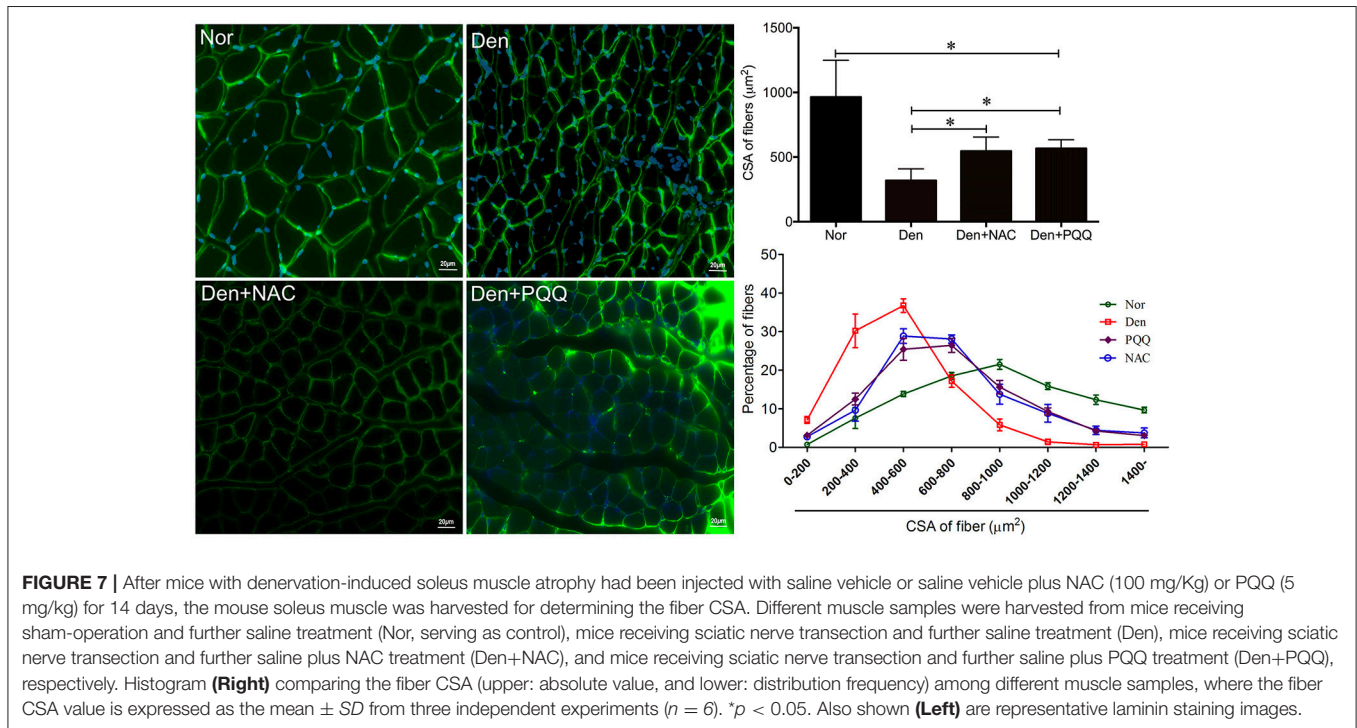 Nor
Den
20μm
20μm
Den+NAC
Den+PQQ
20μm
20μm
CSA of fibers (μm²)
1500
1000
500
0
*
*
*
Nor Den Den+NAC Den+PQQ
Percentage of fibers
50
40
30
20
10
0
Nor
Den
PQQ
NAC
0-200 200-400 400-600 600-800 800-1000 1000-1200 1200-1400 1400-
CSA of fiber (μm²)
FIGURE 7 | After mice with denervation-induced soleus muscle atrophy had been injected with saline vehicle or saline vehicle plus NAC (100 mg/Kg) or PQQ (5
mg/kg) for 14 days, the mouse soleus muscle was harvested for determining the fiber CSA. Different muscle samples were harvested from mice receiving
sham-operation and further saline treatment (Nor, serving as control), mice receiving sciatic nerve transection and further saline treatment (Den), mice receiving sciatic
nerve transection and further saline plus NAC treatment (Den+NAC), and mice receiving sciatic nerve transection and further saline plus PQQ treatment (Den+PQQ),
respectively. Histogram (Right) comparing the fiber CSA (upper: absolute value, and lower: distribution frequency) among different muscle samples, where the fiber
CSA value is expressed as the mean ± SD from three independent experiments (n = 6). *p < 0.05. Also shown (Left) are representative laminin staining images.